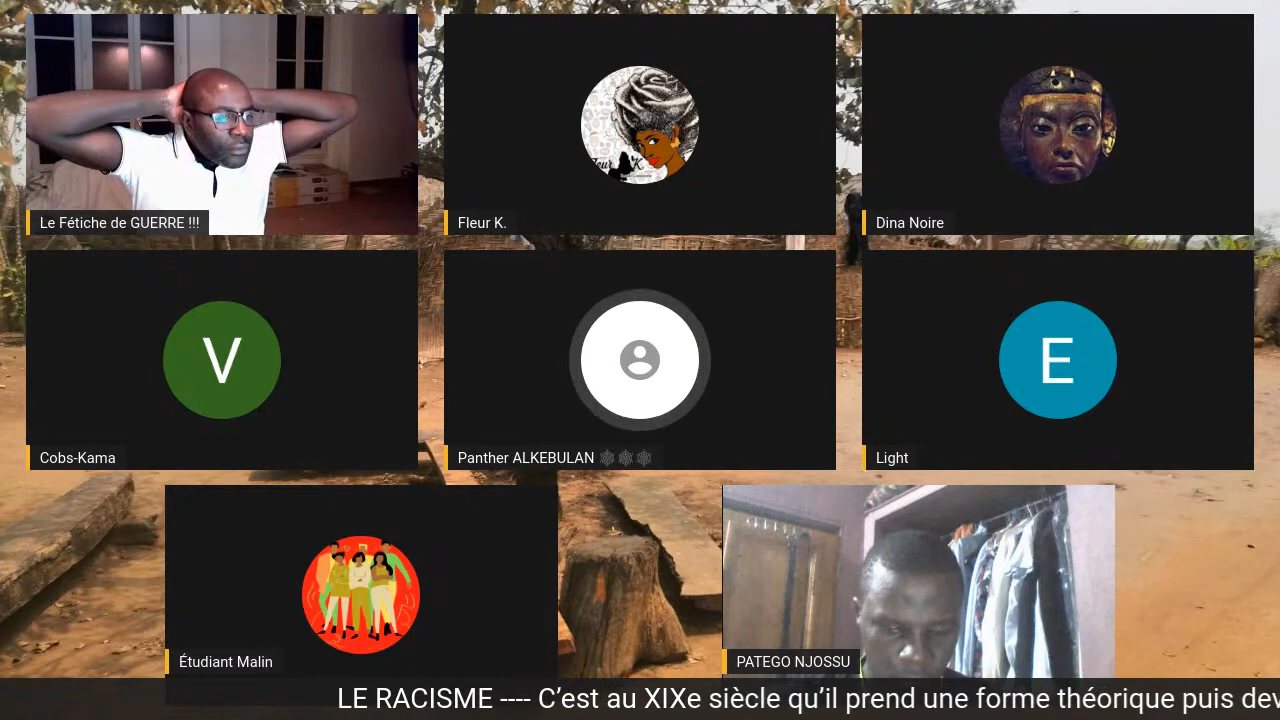 Le Fétiche de GUERRE !!!
K.
Fleur K.
Dina Noire
V
Cobs-Kama
Panther ALKEBULAN 🕸🕸🕸
E
Light
Étudiant Malin
PATEGO NJOSSU
LE RACISME ---- C’est au XIXe siècle qu’il prend une forme théorique puis dev